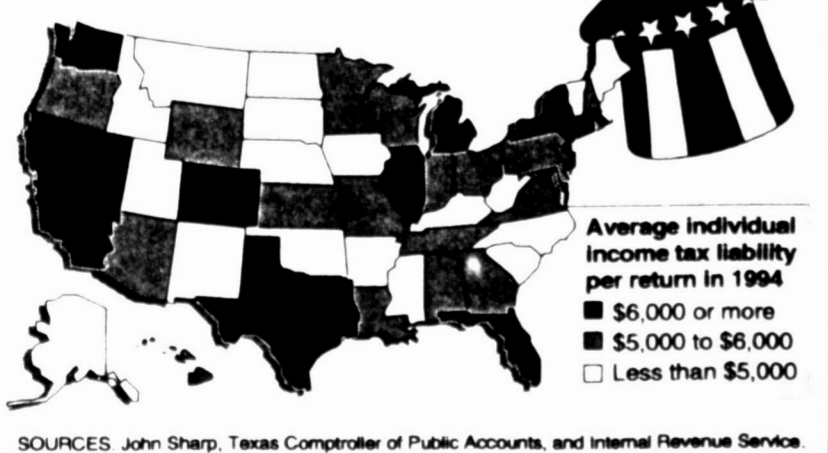 Average individual
income tax liability
per return in 1994
$6,000 or more
$5,000 to $6,000
Less than $5,000
SOURCES. John Sharp, Texas Comptroller of Public Accounts, and Internal Revenue Service.